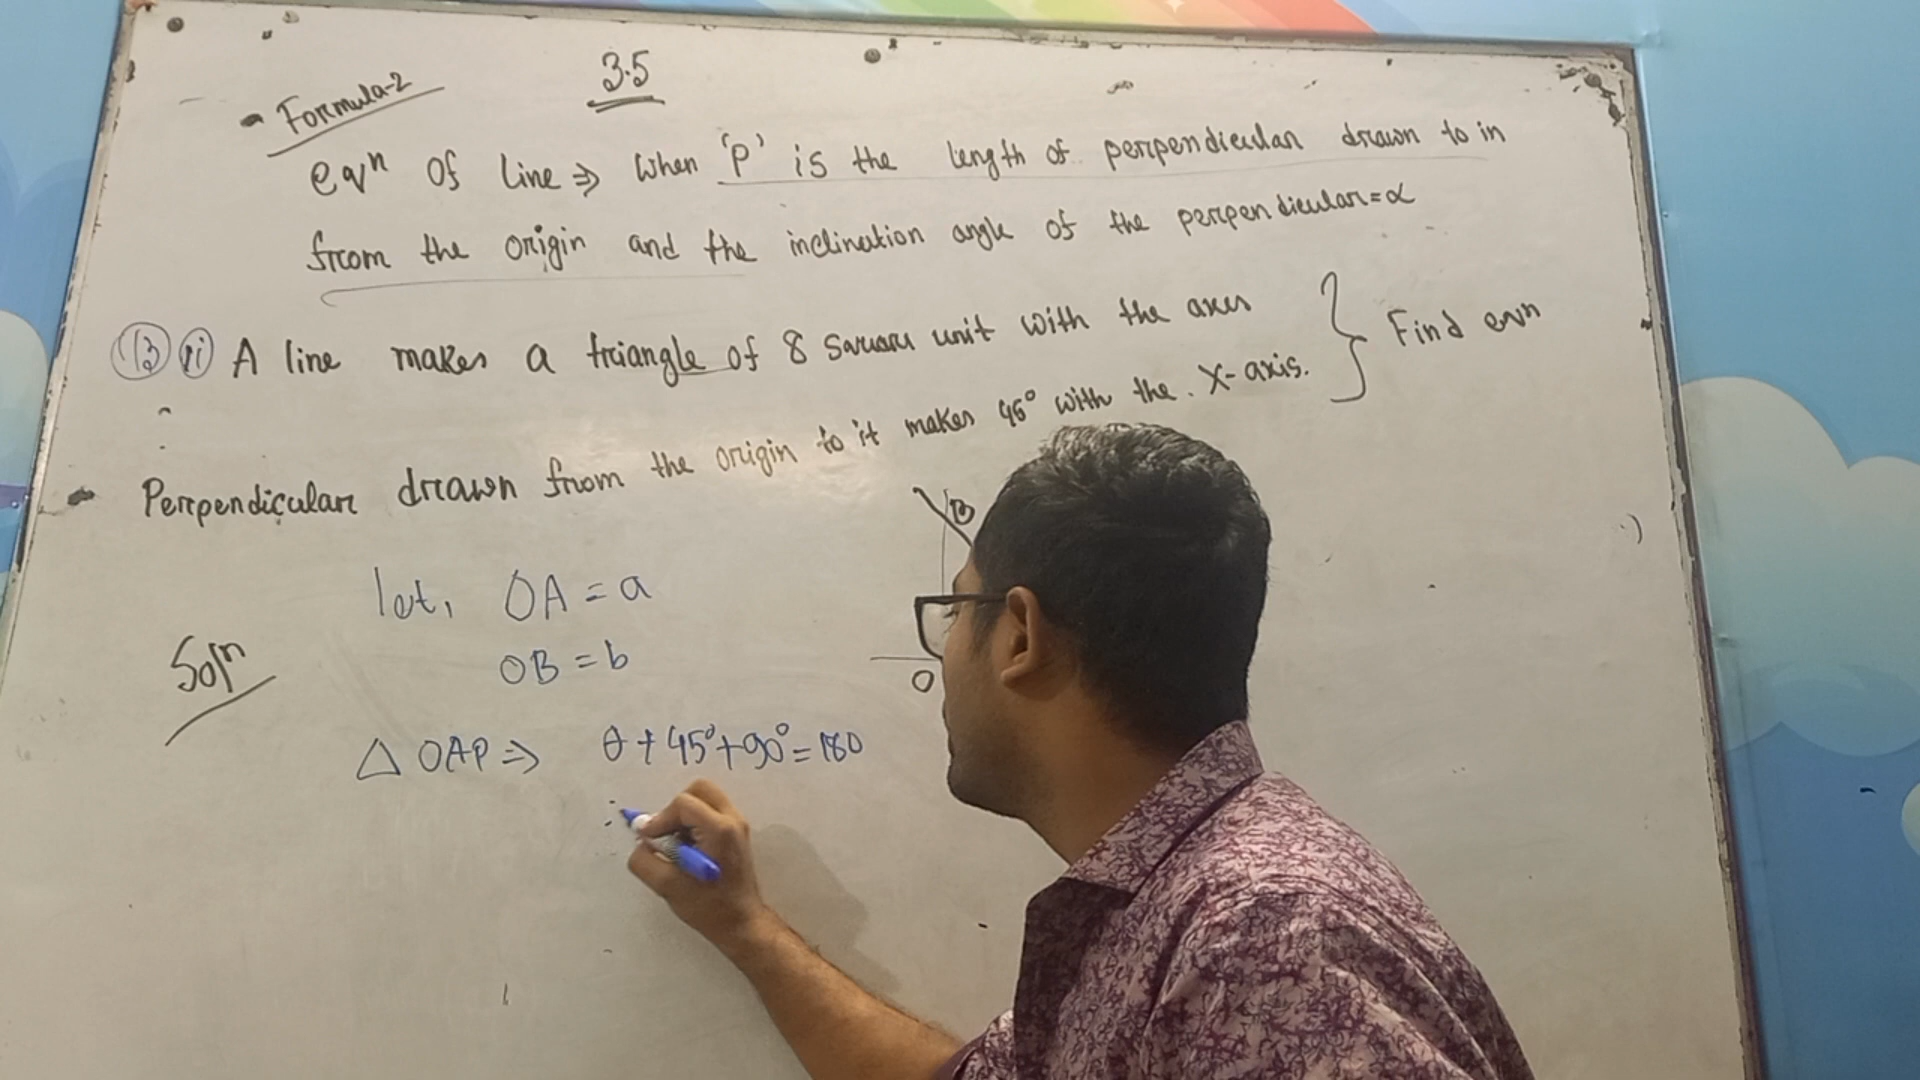 3.5
Formula-2
eqⁿ of line ⇒ When 'P' is the length of perpendicular drawn to in
from the origin and the inclination angle of the perpendicular = α
13 ii A line makes a triangle of 8 square unit with the axes
Perpendicular drawn from the origin to it makes 45° with the X-axis.
} Find eqⁿ
B
let, OA = a
Solⁿ
OB = b
O
△ OAP ⇒ θ + 45° + 90° = 180